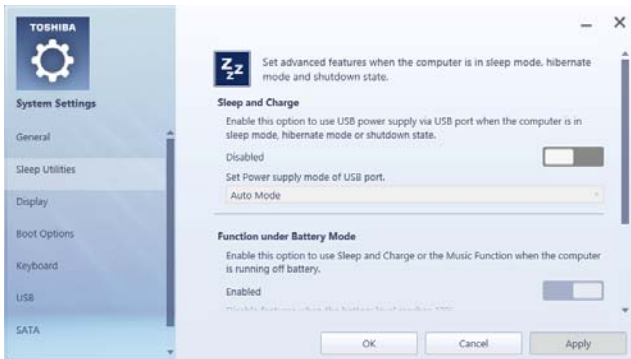 TOSHIBA
System Settings
General
Sleep Utilities
Display
Boot Options
Keyboard
USB
SATA
Set advanced features when the computer is in sleep mode, hibernate
mode and shutdown state.
Sleep and Charge
Enable this option to use USB power supply via USB port when the computer is in
sleep mode, hibernate mode or shutdown state.
Disabled
Set Power supply mode of USB port.
Auto Mode
Function under Battery Mode
Enable this option to use Sleep and Charge or the Music Function when the computer
is running off battery.
Enabled
OK
Cancel
Apply